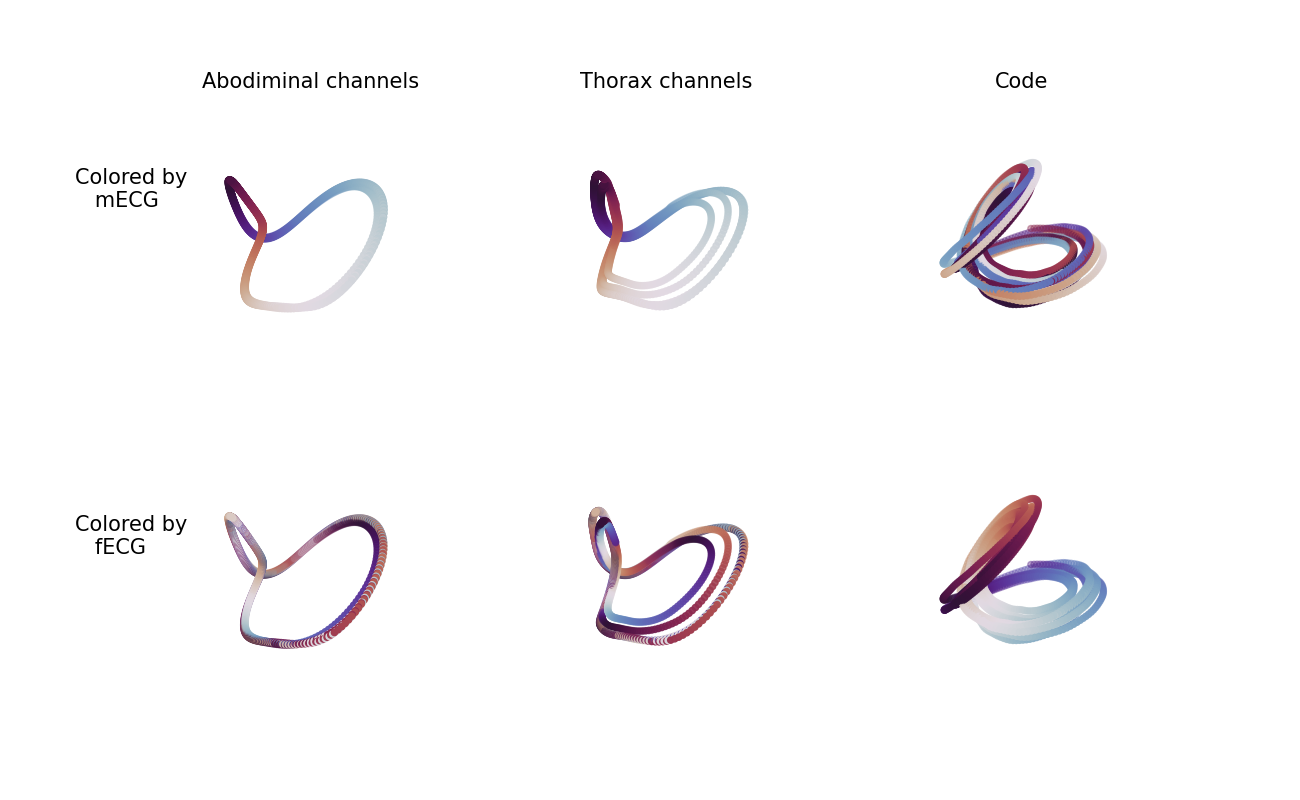 Abodiminal channels
Thorax channels
Code
Colored by
mECG
Colored by
fECG